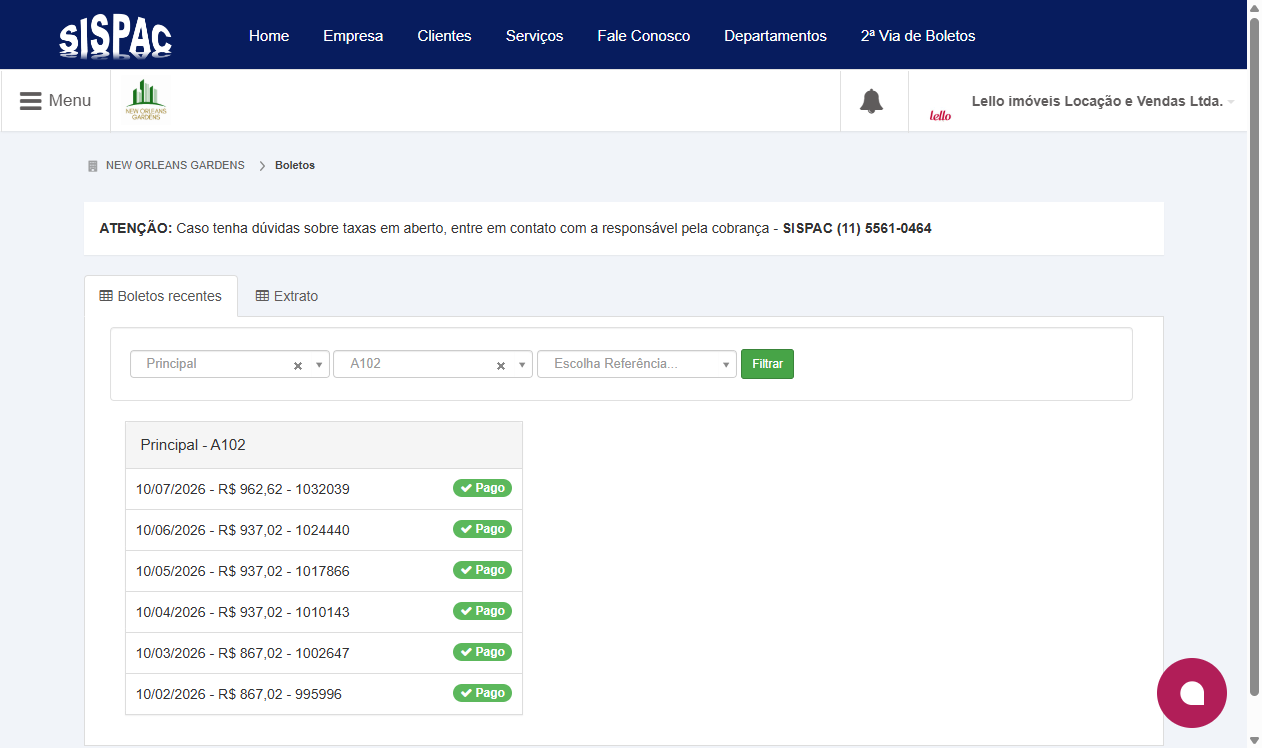 SISPAC
Home Empresa Clientes Serviços Fale Conosco Departamentos 2ª Via de Boletos
Menu
NEW ORLEANS
GARDENS
lello
Lello imóveis Locação e Vendas Ltda.
NEW ORLEANS GARDENS > Boletos
ATENÇÃO: Caso tenha dúvidas sobre taxas em aberto, entre em contato com a responsável pela cobrança - SISPAC (11) 5561-0464
Boletos recentes Extrato
Principal × A102 × Escolha Referência... Filtrar
Principal - A102
10/07/2026 - R$ 962,62 - 1032039 Pago
10/06/2026 - R$ 937,02 - 1024440 Pago
10/05/2026 - R$ 937,02 - 1017866 Pago
10/04/2026 - R$ 937,02 - 1010143 Pago
10/03/2026 - R$ 867,02 - 1002647 Pago
10/02/2026 - R$ 867,02 - 995996 Pago